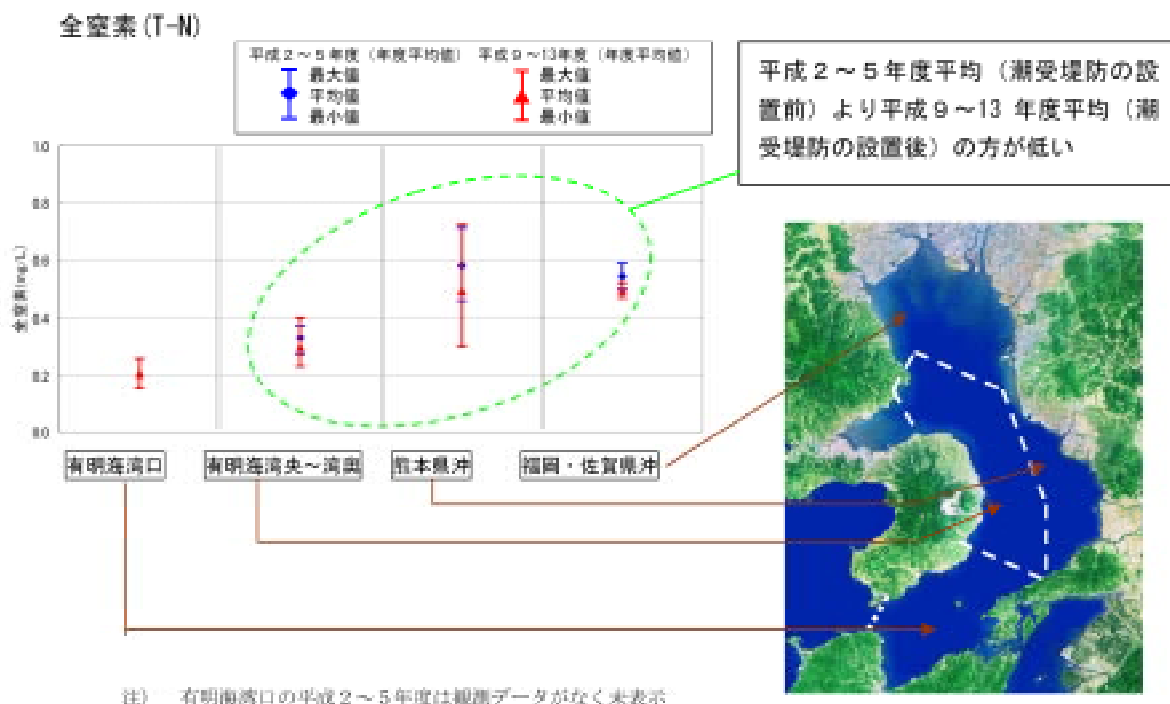 全窒素(T-N)
平成２～５年度（年度平均値） 平成９～13年度（年度平均値）
最大値 最大値
平均値 平均値
最小値 最小値
平成２～５年度平均（潮受堤防の設
置前）より平成９～13 年度平均（潮
受堤防の設置後）の方が低い
1.0
0.8
0.6
0.4
0.2
0.0
全窒素(mg/L)
有明海湾口 有明海湾央～湾奥 熊本県沖 福岡・佐賀県沖
注） 有明海湾口の平成２～５年度は観測データがなく未表示